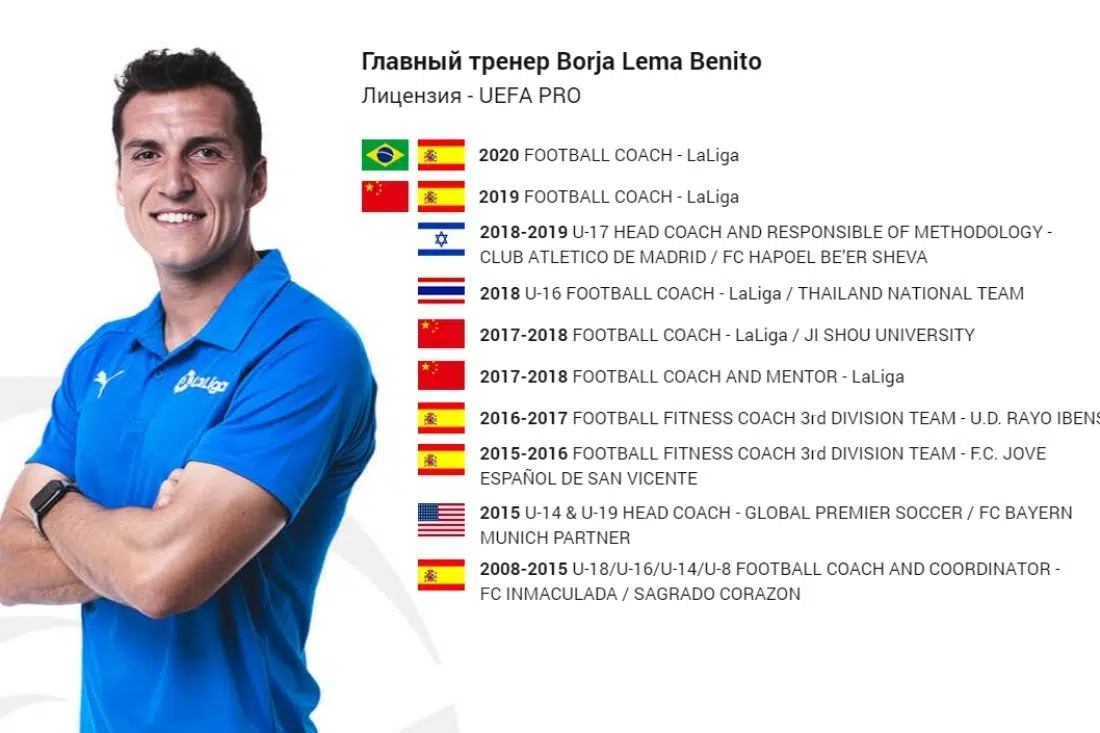 Главный тренер Borja Lema Benito
Лицензия - UEFA PRO
2020 FOOTBALL COACH - LaLiga
2019 FOOTBALL COACH - LaLiga
2018-2019 U-17 HEAD COACH AND RESPONSIBLE OF METHODOLOGY -
CLUB ATLETICO DE MADRID / FC HAPOEL BE’ER SHEVA
2018 U-16 FOOTBALL COACH - LaLiga / THAILAND NATIONAL TEAM
2017-2018 FOOTBALL COACH - LaLiga / JI SHOU UNIVERSITY
2017-2018 FOOTBALL COACH AND MENTOR - LaLiga
2016-2017 FOOTBALL FITNESS COACH 3rd DIVISION TEAM - U.D. RAYO IBENS
2015-2016 FOOTBALL FITNESS COACH 3rd DIVISION TEAM - F.C. JOVE
ESPAÑOL DE SAN VICENTE
2015 U-14 & U-19 HEAD COACH - GLOBAL PREMIER SOCCER / FC BAYERN
MUNICH PARTNER
2008-2015 U-18/U-16/U-14/U-8 FOOTBALL COACH AND COORDINATOR -
FC INMACULADA / SAGRADO CORAZON
LaLiga